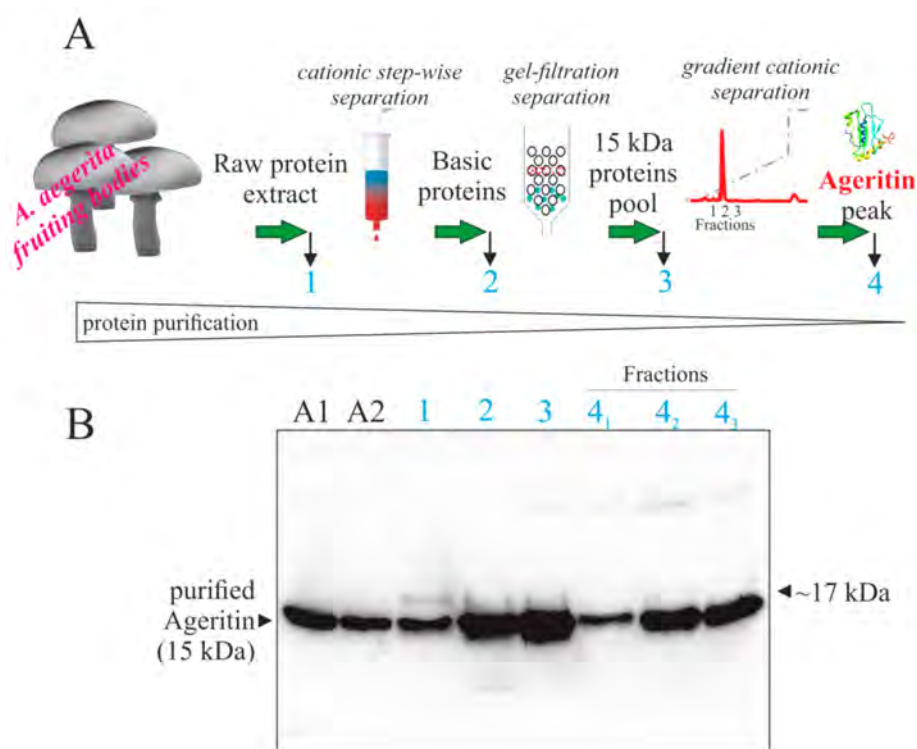 A
cationic step-wise
separation
gel-filtration
separation
gradient cationic
separation
A. aegerita
fruiting bodies
Raw protein
extract
Basic
proteins
15 kDa
proteins
pool
1 2 3
Fractions
Ageritin
peak
1
2
3
4
protein purification
Fractions
B
A1 A2 1 2 3 4₁ 4₂ 4₃
purified
Ageritin
(15 kDa)
~17 kDa